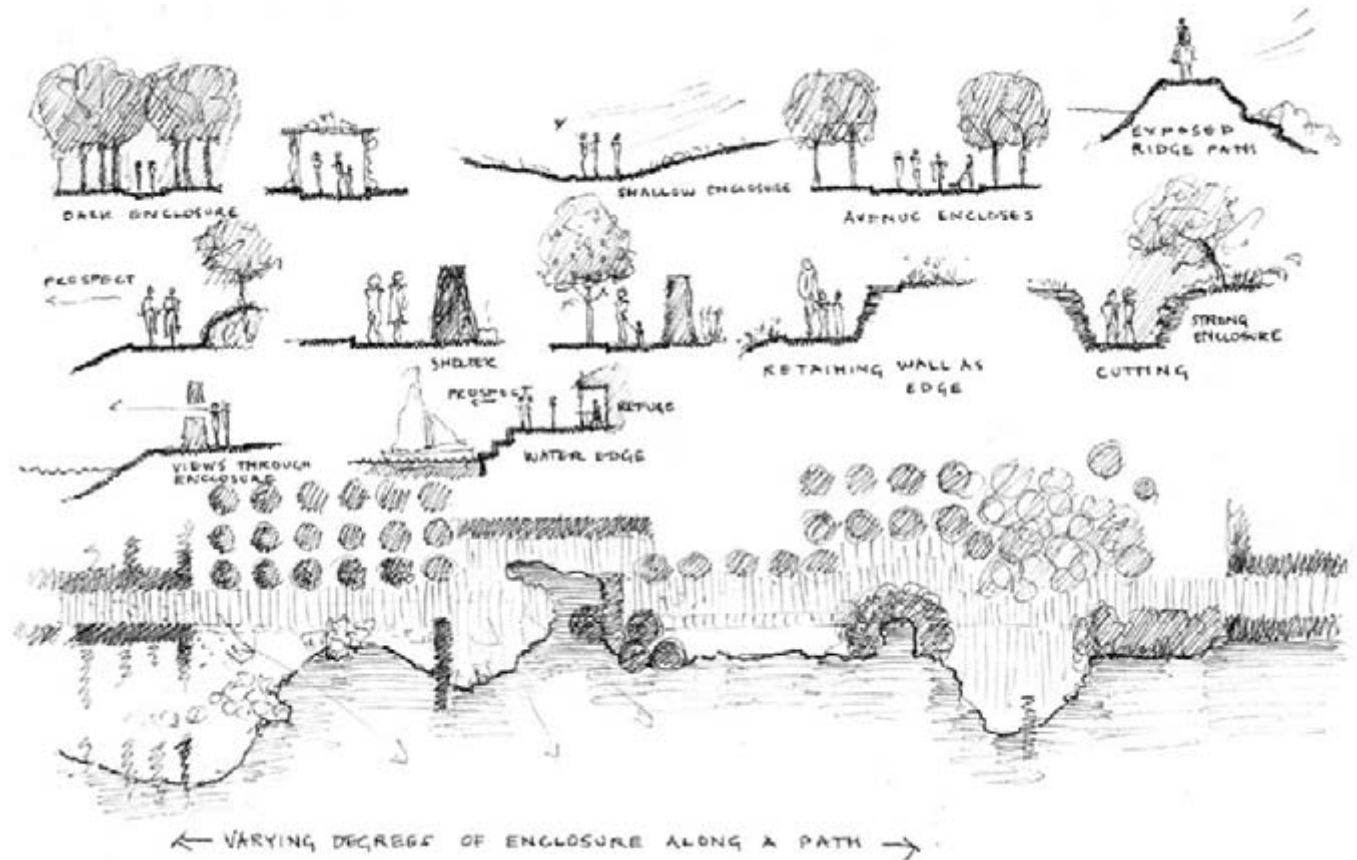 EXPOSED
RIDGE PATH
DARK ENCLOSURE
SHALLOW ENCLOSURE
AVENUE ENCLOSES
PROSPECT
SHELTER
RETAINING WALL AS
EDGE
CUTTING
STRONG
ENCLOSURE
VIEWS THROUGH
ENCLOSURE
PROSPECT
REFUGE
WATER EDGE
VARYING DEGREES OF ENCLOSURE ALONG A PATH